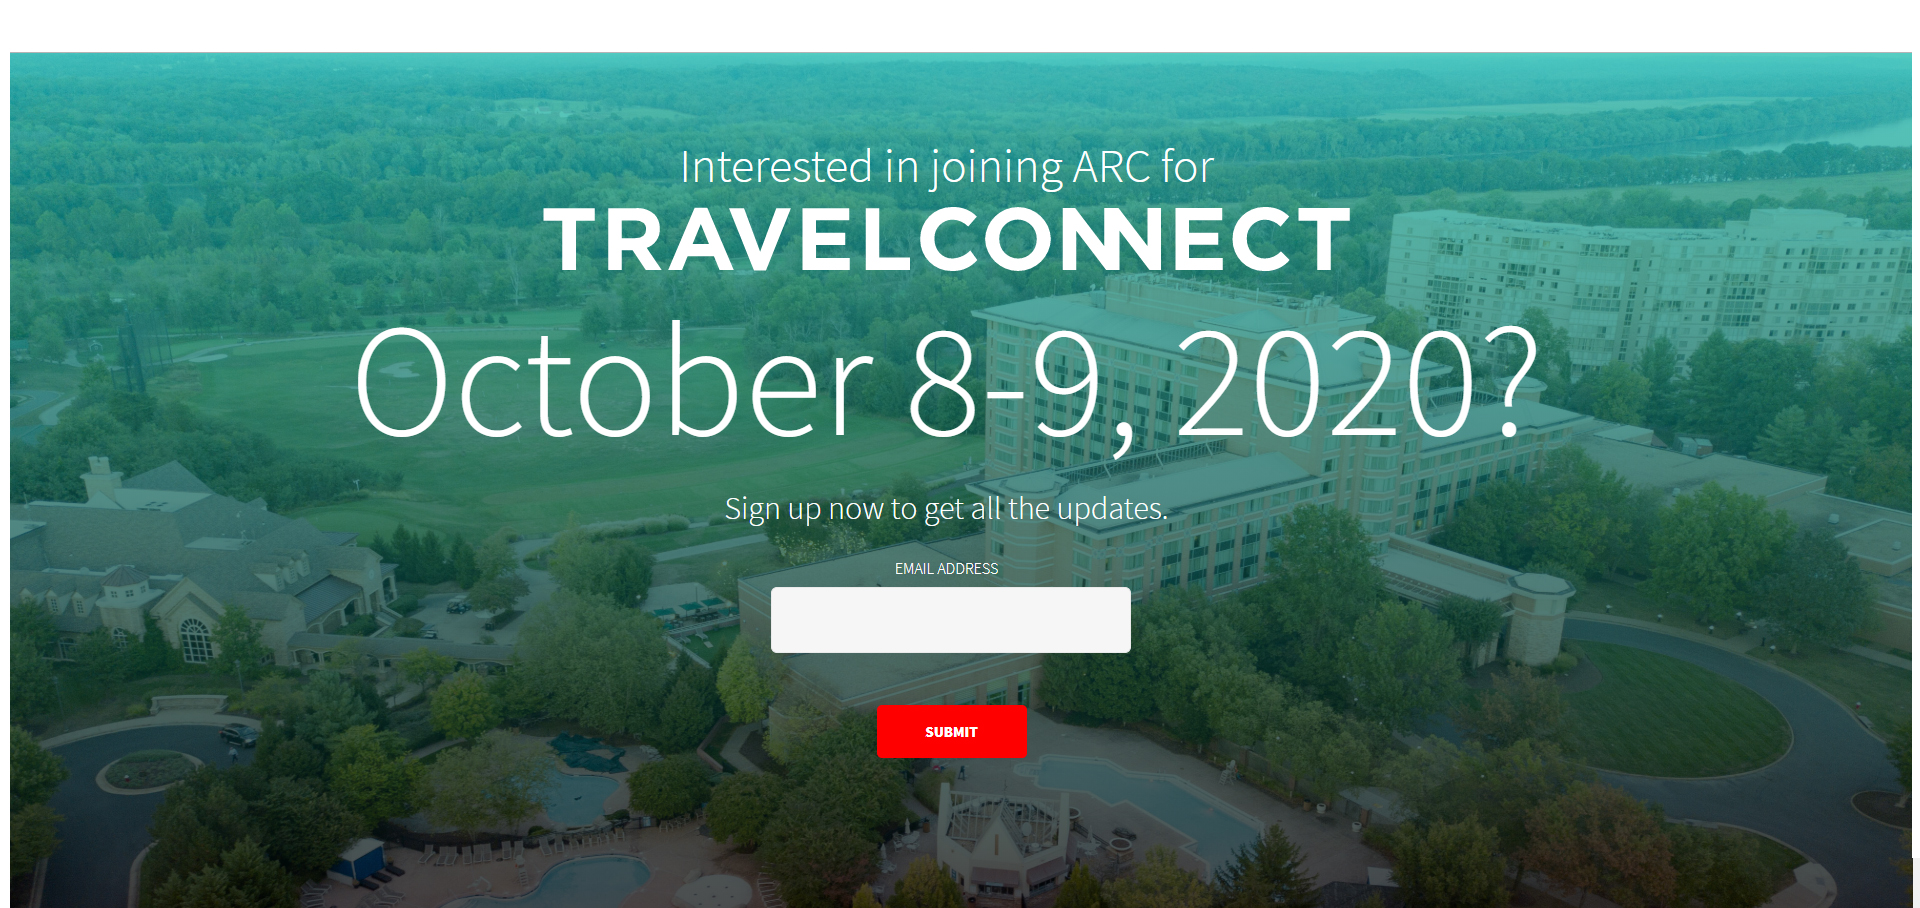 Interested in joining ARC for
TRAVELCONNECT
October 8-9, 2020?
Sign up now to get all the updates.
EMAIL ADDRESS
SUBMIT